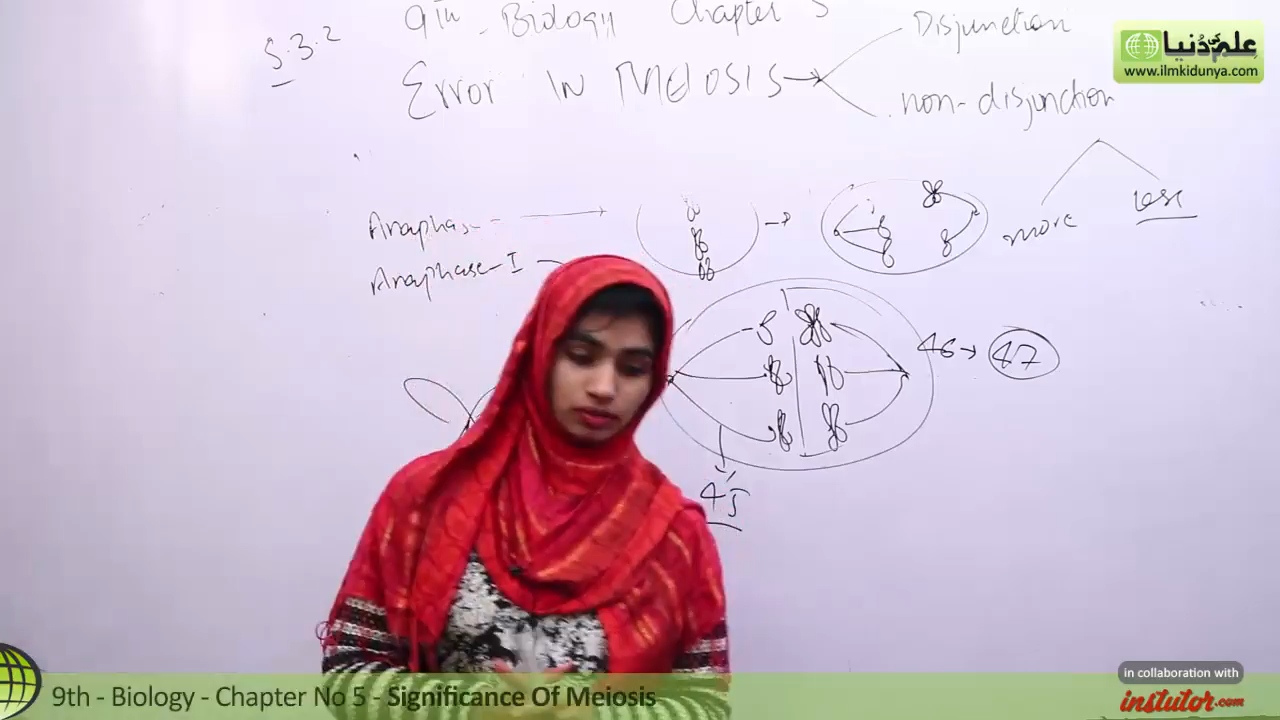 9th - Biology Chapter 5
5.3.2
Error in Meiosis
Disjunction
non-disjunction
علم کی دنیا
www.ilmkidunya.com
more
less
Anaphase
Anaphase-I
46 → 47
45
in collaboration with
instutor.com
9th - Biology - Chapter No 5 - Significance Of Meiosis